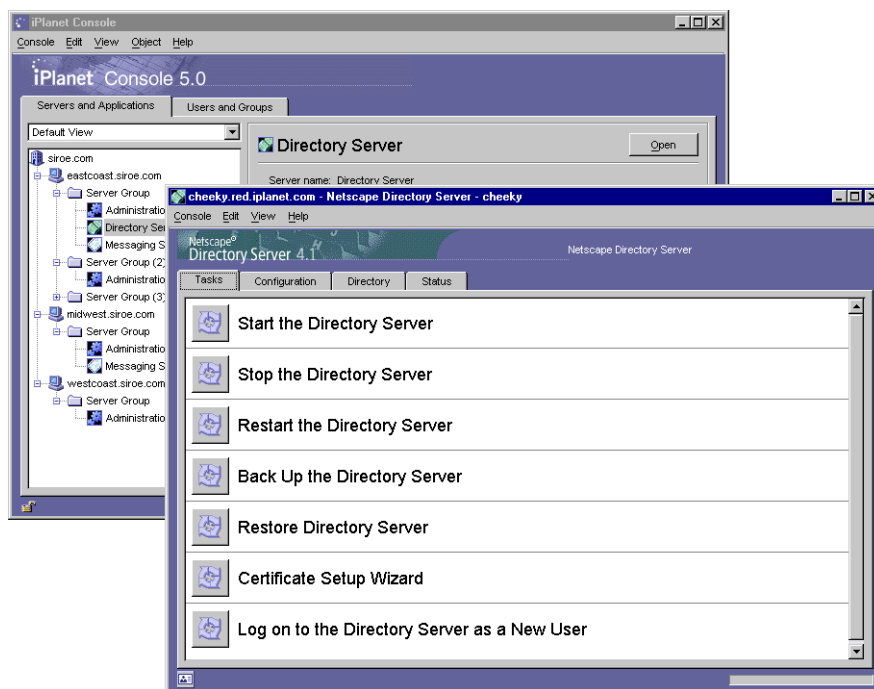 iPlanet Console
Console Edit View Object Help
iPlanet Console 5.0
Servers and Applications Users and Groups
Default View
Directory Server
Open
siroe.com
Server name: Directory Server
eastcoast.siroe.com
Server Group
Administratio
Directory Ser
Messaging S
Server Group (2)
Administratio
Server Group (3)
midwest.siroe.com
Server Group
Administratio
Messaging S
westcoast.siroe.com
Server Group
Administratio
cheeky.red.iplanet.com - Netscape Directory Server - cheeky
Console Edit View Help
Netscape®
Directory Server 4.1
Netscape Directory Server
Tasks Configuration Directory Status
Start the Directory Server
Stop the Directory Server
Restart the Directory Server
Back Up the Directory Server
Restore Directory Server
Certificate Setup Wizard
Log on to the Directory Server as a New User